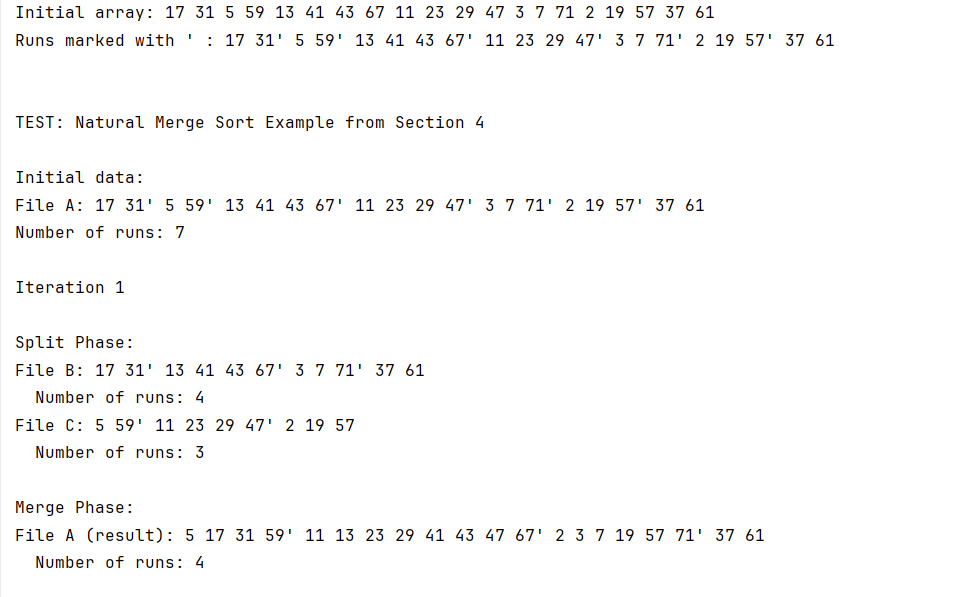 Initial array: 17 31 5 59 13 41 43 67 11 23 29 47 3 7 71 2 19 57 37 61
Runs marked with ' : 17 31' 5 59' 13 41 43 67' 11 23 29 47' 3 7 71' 2 19 57' 37 61
TEST: Natural Merge Sort Example from Section 4
Initial data:
File A: 17 31' 5 59' 13 41 43 67' 11 23 29 47' 3 7 71' 2 19 57' 37 61
Number of runs: 7
Iteration 1
Split Phase:
File B: 17 31' 13 41 43 67' 3 7 71' 37 61
Number of runs: 4
File C: 5 59' 11 23 29 47' 2 19 57
Number of runs: 3
Merge Phase:
File A (result): 5 17 31 59' 11 13 23 29 41 43 47 67' 2 3 7 19 57 71' 37 61
Number of runs: 4